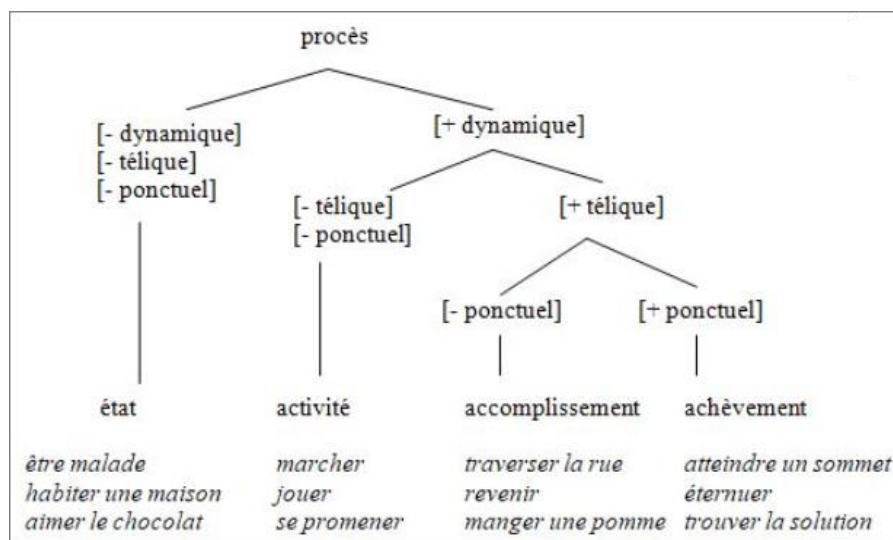 procès
[- dynamique] [+ dynamique]
[- télique]
[- ponctuel]
[- télique] [+ télique]
[- ponctuel]
[- ponctuel] [+ ponctuel]
état activité accomplissement achèvement
être malade marcher traverser la rue atteindre un sommet
habiter une maison jouer revenir éternuer
aimer le chocolat se promener manger une pomme trouver la solution